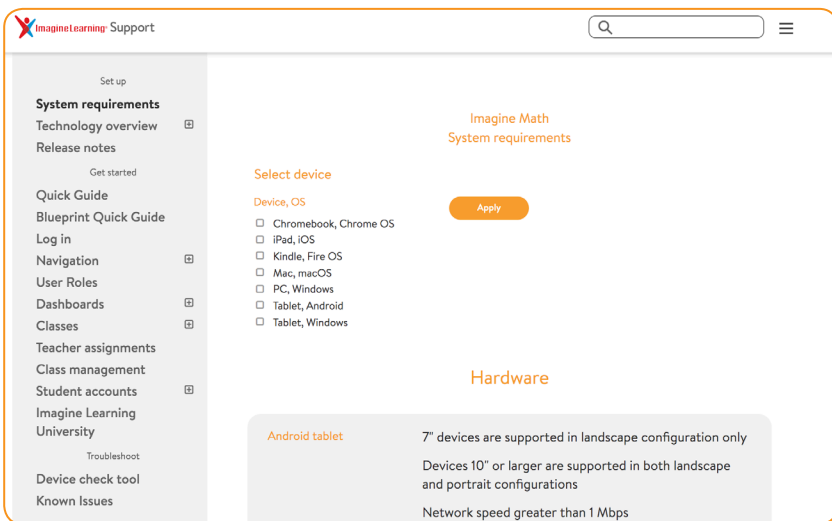 ImagineLearning® Support
Set up
System requirements
Technology overview
Release notes
Get started
Quick Guide
Blueprint Quick Guide
Log in
Navigation
User Roles
Dashboards
Classes
Teacher assignments
Class management
Student accounts
Imagine Learning
University
Troubleshoot
Device check tool
Known Issues
Imagine Math
System requirements
Select device
Device, OS
Chromebook, Chrome OS
iPad, iOS
Kindle, Fire OS
Mac, macOS
PC, Windows
Tablet, Android
Tablet, Windows
Apply
Hardware
Android tablet
7" devices are supported in landscape configuration only
Devices 10" or larger are supported in both landscape
and portrait configurations
Network speed greater than 1 Mbps